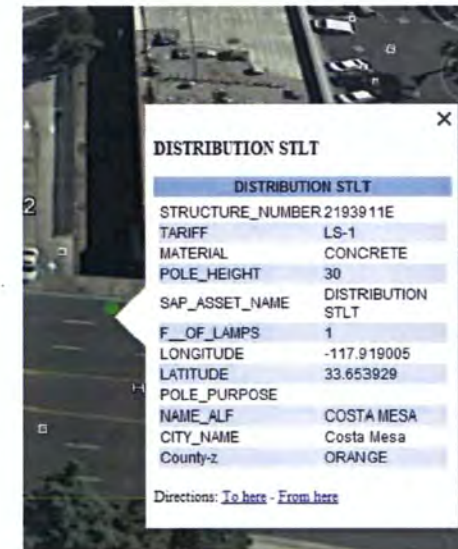 2
×
DISTRIBUTION STLT
DISTRIBUTION STLT
STRUCTURE_NUMBER 2193911E
TARIFF LS-1
MATERIAL CONCRETE
POLE_HEIGHT 30
SAP_ASSET_NAME DISTRIBUTION STLT
F__OF_LAMPS 1
LONGITUDE -117.919005
LATITUDE 33.653929
POLE_PURPOSE
NAME_ALF COSTA MESA
CITY_NAME Costa Mesa
County-z ORANGE
Directions: To here - From here